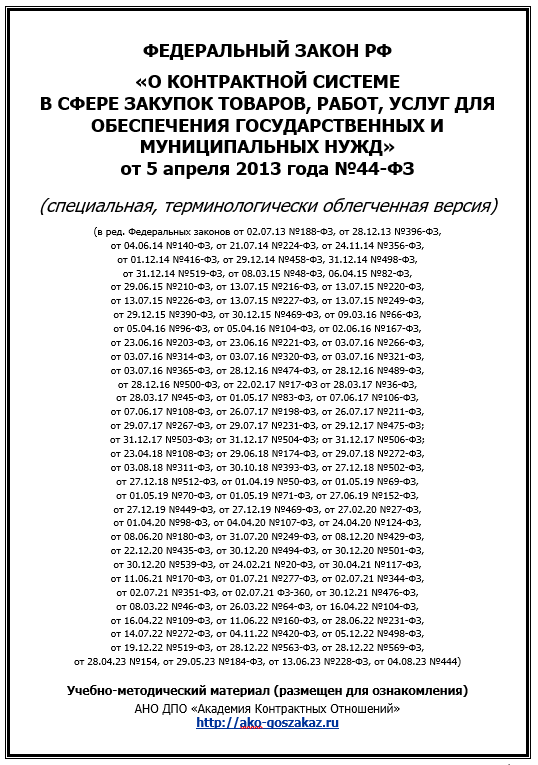 ФЕДЕРАЛЬНЫЙ ЗАКОН РФ
«О КОНТРАКТНОЙ СИСТЕМЕ
В СФЕРЕ ЗАКУПОК ТОВАРОВ, РАБОТ, УСЛУГ ДЛЯ
ОБЕСПЕЧЕНИЯ ГОСУДАРСТВЕННЫХ И
МУНИЦИПАЛЬНЫХ НУЖД»
от 5 апреля 2013 года №44-ФЗ
(специальная, терминологически облегченная версия)
(в ред. Федеральных законов от 02.07.13 №188-ФЗ, от 28.12.13 №396-ФЗ,
от 04.06.14 №140-ФЗ, от 21.07.14 №224-ФЗ, от 24.11.14 №356-ФЗ,
от 01.12.14 №416-ФЗ, от 29.12.14 №458-ФЗ, 31.12.14 №498-ФЗ,
от 31.12.14 №519-ФЗ, от 08.03.15 №48-ФЗ, 06.04.15 №82-ФЗ,
от 29.06.15 №210-ФЗ, от 13.07.15 №216-ФЗ, от 13.07.15 №220-ФЗ,
от 13.07.15 №226-ФЗ, от 13.07.15 №227-ФЗ, от 13.07.15 №249-ФЗ,
от 29.12.15 №390-ФЗ, от 30.12.15 №469-ФЗ, от 09.03.16 №66-ФЗ,
от 05.04.16 №96-ФЗ, от 05.04.16 №104-ФЗ, от 02.06.16 №167-ФЗ,
от 23.06.16 №203-ФЗ, от 23.06.16 №221-ФЗ, от 03.07.16 №266-ФЗ,
от 03.07.16 №314-ФЗ, от 03.07.16 №320-ФЗ, от 03.07.16 №321-ФЗ,
от 03.07.16 №365-ФЗ, от 28.12.16 №474-ФЗ, от 28.12.16 №489-ФЗ,
от 28.12.16 №500-ФЗ, от 22.02.17 №17-ФЗ от 28.03.17 №36-ФЗ,
от 28.03.17 №45-ФЗ, от 01.05.17 №83-ФЗ, от 07.06.17 №106-ФЗ,
от 07.06.17 №108-ФЗ, от 26.07.17 №198-ФЗ, от 26.07.17 №211-ФЗ,
от 29.07.17 №267-ФЗ, от 29.07.17 №231-ФЗ, от 29.12.17 №475-ФЗ;
от 31.12.17 №503-ФЗ; от 31.12.17 №504-ФЗ; от 31.12.17 №506-ФЗ;
от 23.04.18 №108-ФЗ; от 29.06.18 №174-ФЗ, от 29.07.18 №272-ФЗ,
от 03.08.18 №311-ФЗ, от 30.10.18 №393-ФЗ, от 27.12.18 №502-ФЗ,
от 27.12.18 №512-ФЗ, от 01.04.19 №50-ФЗ, от 01.05.19 №69-ФЗ,
от 01.05.19 №70-ФЗ, от 01.05.19 №71-ФЗ, от 27.06.19 №152-ФЗ,
от 27.12.19 №449-ФЗ, от 27.12.19 №469-ФЗ, от 27.02.20 №27-ФЗ,
от 01.04.20 №98-ФЗ, от 04.04.20 №107-ФЗ, от 24.04.20 №124-ФЗ,
от 08.06.20 №180-ФЗ, от 31.07.20 №249-ФЗ, от 08.12.20 №429-ФЗ,
от 22.12.20 №435-ФЗ, от 30.12.20 №494-ФЗ, от 30.12.20 №501-ФЗ,
от 30.12.20 №539-ФЗ, от 24.02.21 №20-ФЗ, от 30.04.21 №117-ФЗ,
от 11.06.21 №170-ФЗ, от 01.07.21 №277-ФЗ, от 02.07.21 №344-ФЗ,
от 02.07.21 №351-ФЗ, от 02.07.21 ФЗ-360, от 30.12.21 №476-ФЗ,
от 08.03.22 №46-ФЗ, от 26.03.22 №64-ФЗ, от 16.04.22 №104-ФЗ,
от 16.04.22 №109-ФЗ, от 11.06.22 №160-ФЗ, от 28.06.22 №231-ФЗ,
от 14.07.22 №272-ФЗ, от 04.11.22 №420-ФЗ, от 05.12.22 №498-ФЗ,
от 19.12.22 №519-ФЗ, от 28.12.22 №563-ФЗ, от 28.12.22 №569-ФЗ,
от 28.04.23 №154, от 29.05.23 №184-ФЗ, от 13.06.23 №228-ФЗ, от 04.08.23 №444)
Учебно-методический материал (размещен для ознакомления)
АНО ДПО «Академия Контрактных Отношений»
http://ako-goszakaz.ru